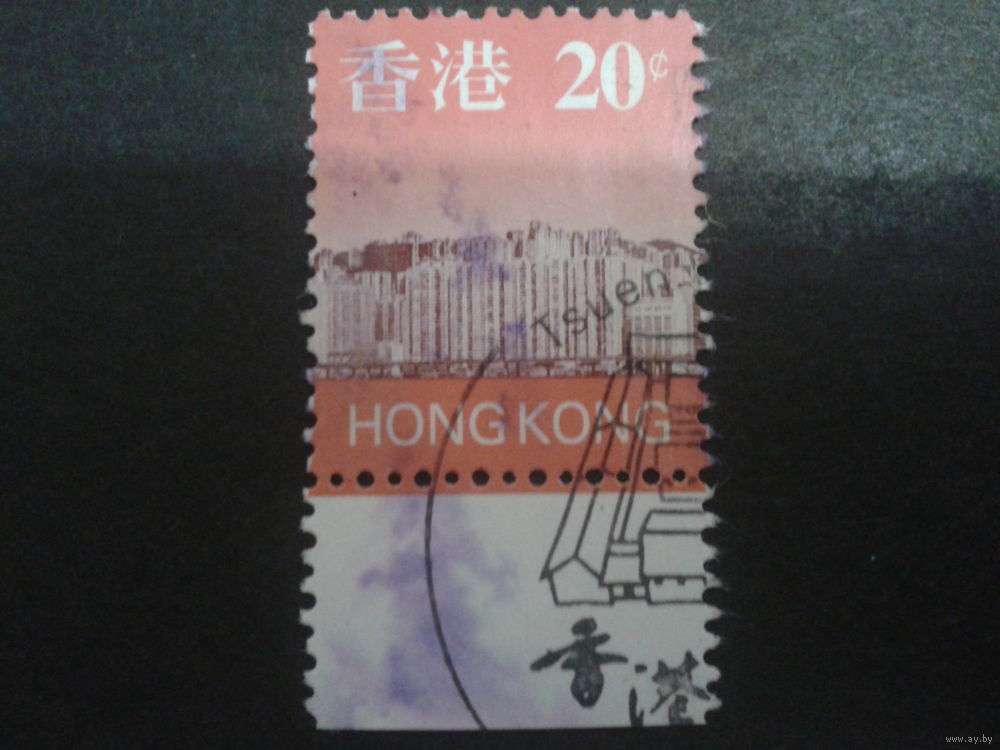 香港 20¢
Tsuen
HONG KONG
香港
www.ay.by